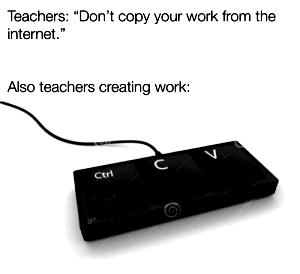 Teachers: “Don’t copy your work from the
internet.”
Also teachers creating work:
Ctrl
C
V